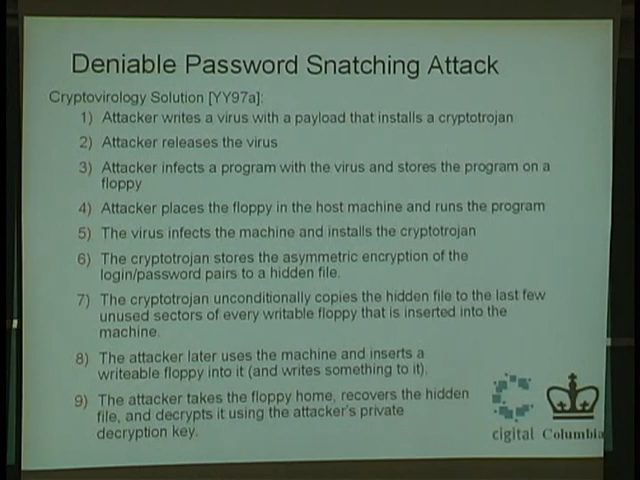 Deniable Password Snatching Attack
Cryptovirology Solution [YY97a]:
1) Attacker writes a virus with a payload that installs a cryptotrojan
2) Attacker releases the virus
3) Attacker infects a program with the virus and stores the program on a
floppy
4) Attacker places the floppy in the host machine and runs the program
5) The virus infects the machine and installs the cryptotrojan
6) The cryptotrojan stores the asymmetric encryption of the
login/password pairs to a hidden file.
7) The cryptotrojan unconditionally copies the hidden file to the last few
unused sectors of every writable floppy that is inserted into the
machine.
8) The attacker later uses the machine and inserts a
writeable floppy into it (and writes something to it).
9) The attacker takes the floppy home, recovers the hidden
file, and decrypts it using the attacker's private
decryption key.
cigital Columbia